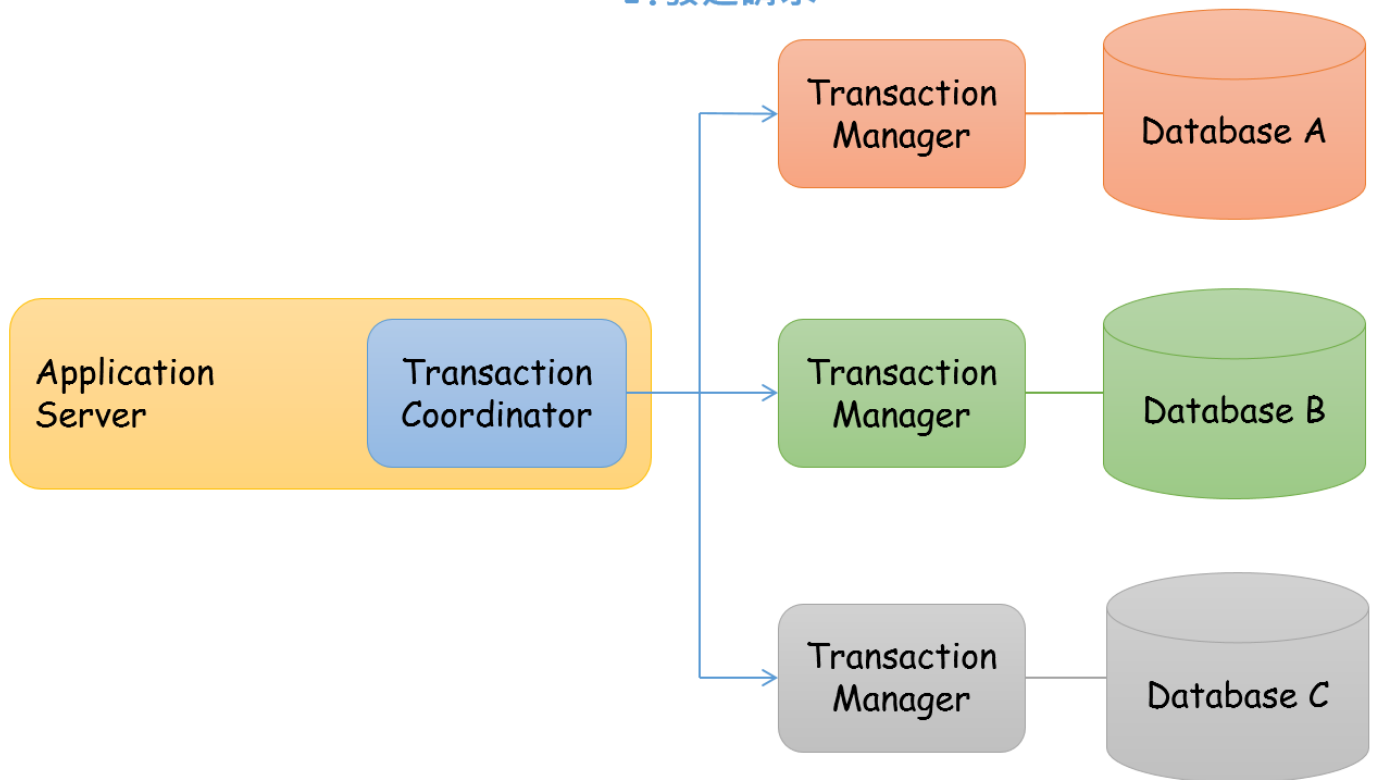 Transaction
Manager
Database A
Application
Server
Transaction
Coordinator
Transaction
Manager
Database B
Transaction
Manager
Database C